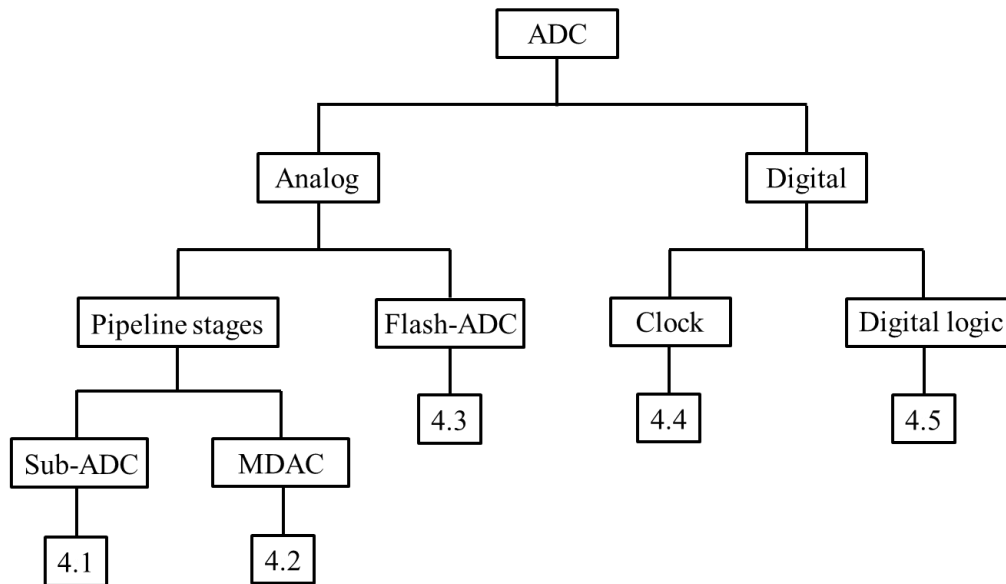 ADC
Analog
Digital
Pipeline stages
Flash-ADC
Clock
Digital logic
4.3
4.4
4.5
Sub-ADC
MDAC
4.1
4.2